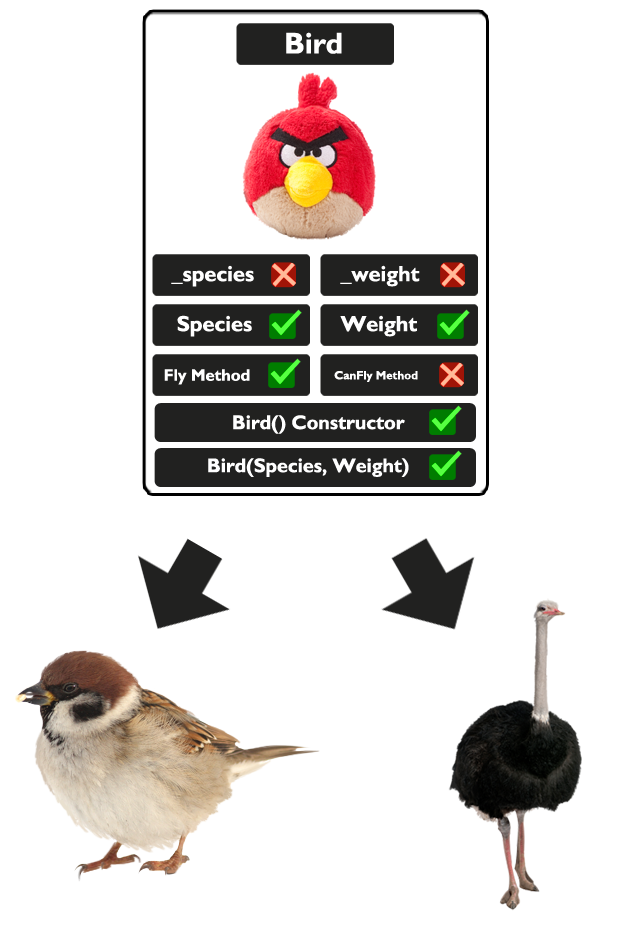 Bird
_species
_weight
Species
Weight
Fly Method
CanFly Method
Bird() Constructor
Bird(Species, Weight)